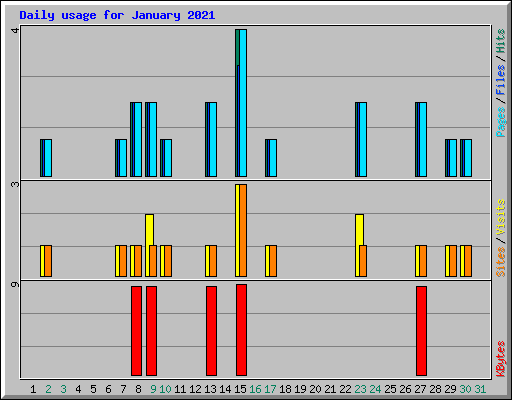 Daily usage for January 2021
4
Pages / Files / Hits
3
Sites / Visits
9
KBytes
1 2 3 4 5 6 7 8 9 10 11 12 13 14 15 16 17 18 19 20 21 22 23 24 25 26 27 28 29 30 31